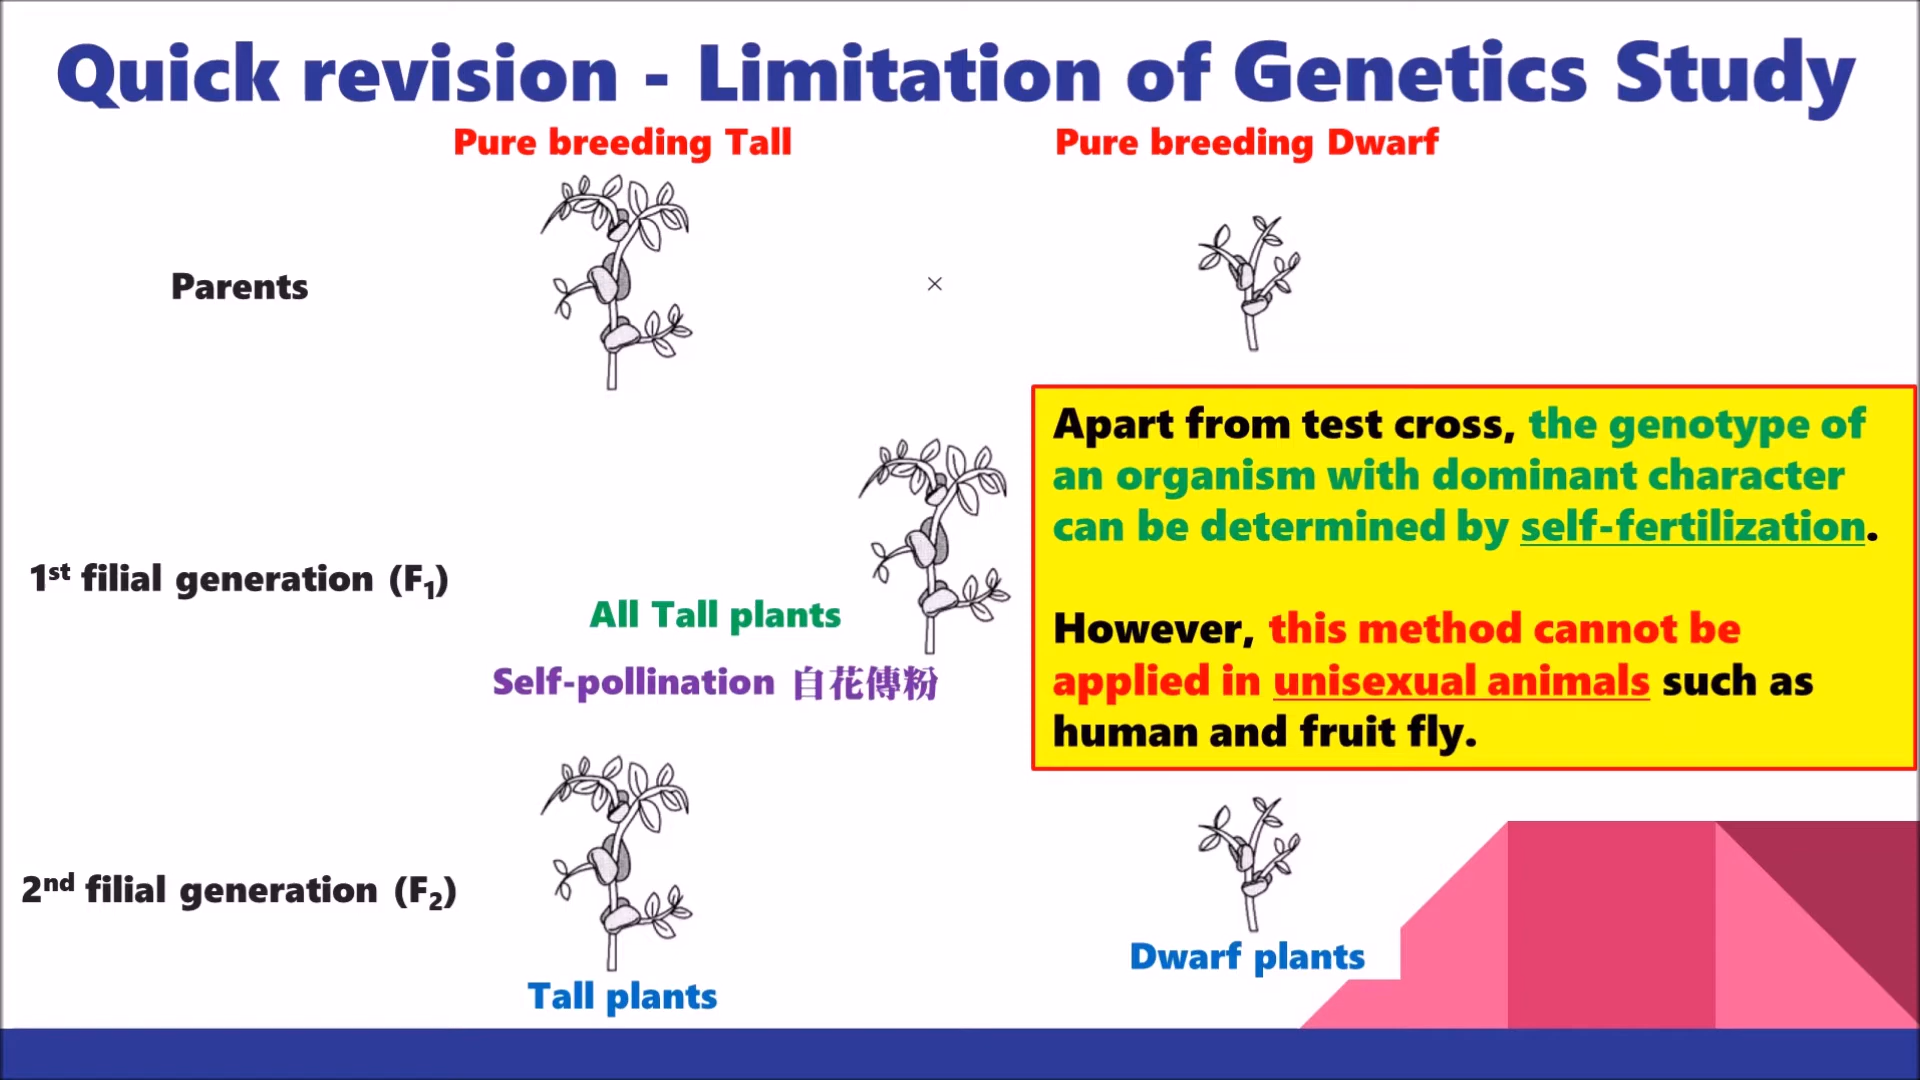 Quick revision - Limitation of Genetics Study
Pure breeding Tall
Pure breeding Dwarf
Parents
×
Apart from test cross, the genotype of
an organism with dominant character
can be determined by self-fertilization.
However, this method cannot be
applied in unisexual animals such as
human and fruit fly.
1st filial generation (F1)
All Tall plants
Self-pollination 自花傳粉
2nd filial generation (F2)
Tall plants
Dwarf plants